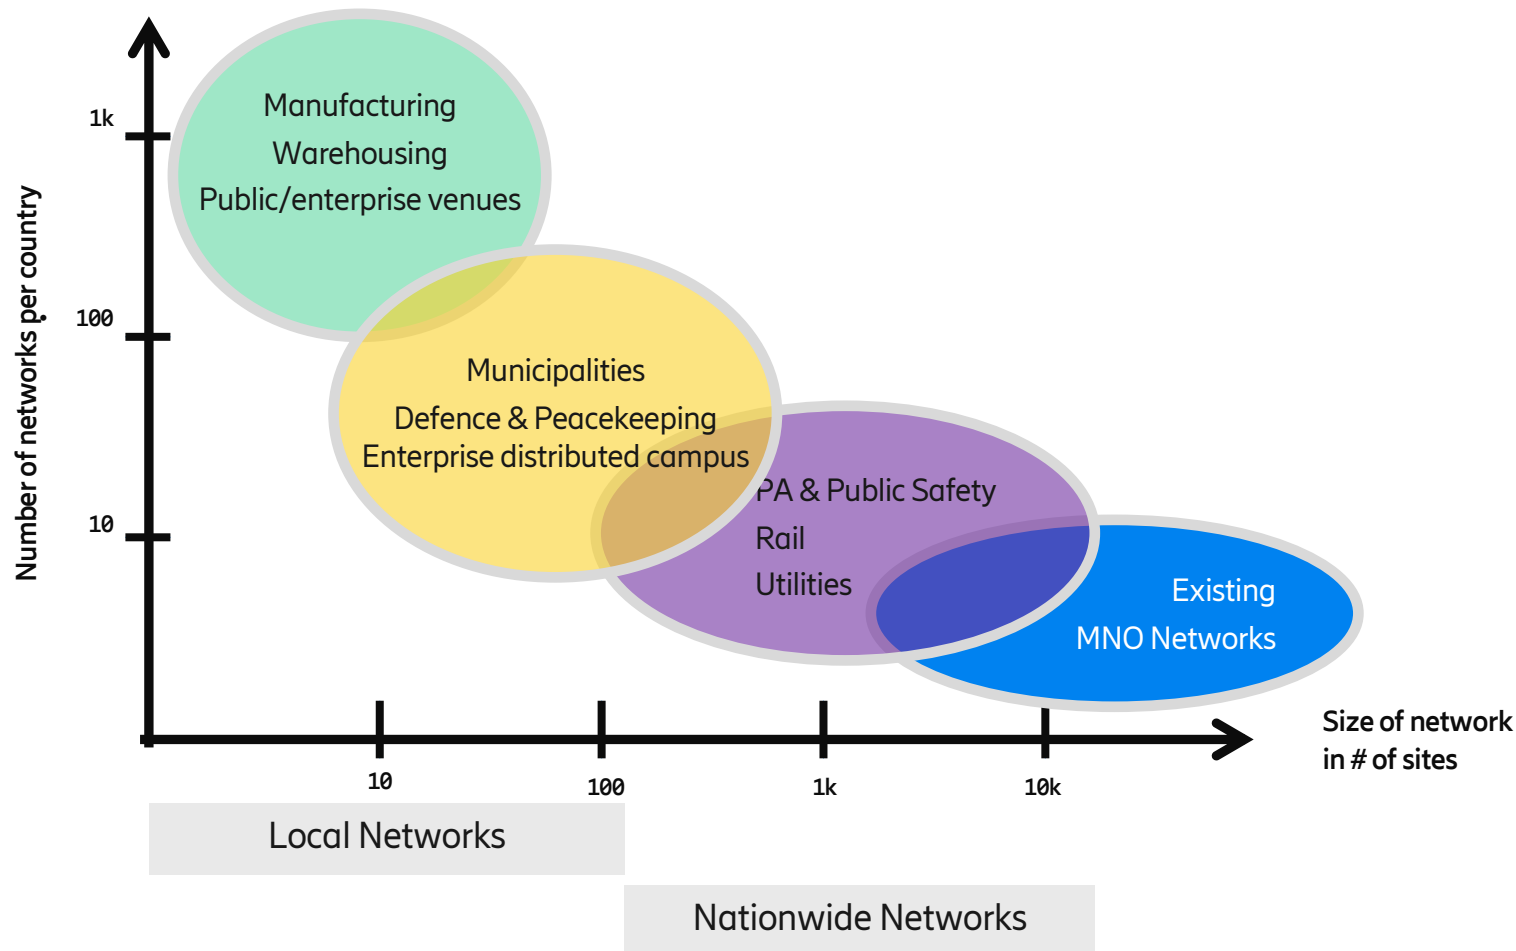 Number of networks per country
1k
100
10
Manufacturing
Warehousing
Public/enterprise venues
Municipalities
Defence & Peacekeeping
Enterprise distributed campus
PA & Public Safety
Rail
Utilities
Existing
MNO Networks
10
100
1k
10k
Size of network
in # of sites
Local Networks
Nationwide Networks